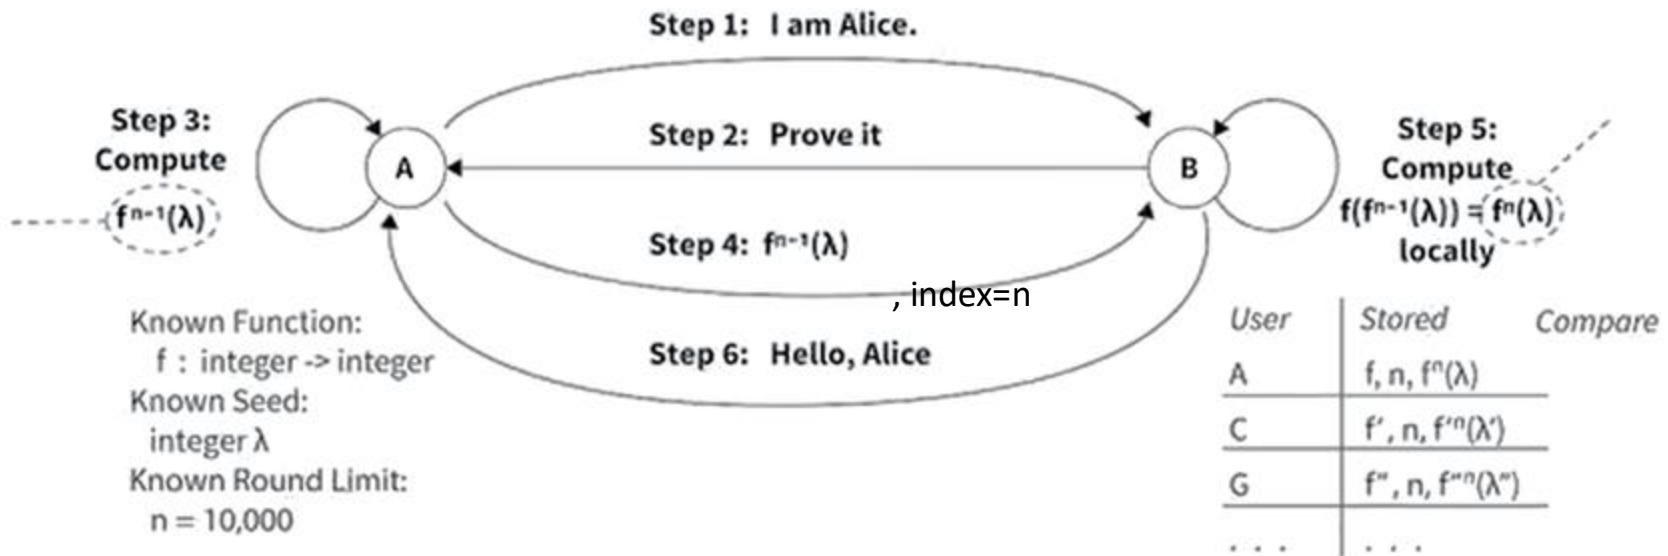 Step 1: I am Alice.
Step 3:
Compute
fⁿ⁻¹(λ)
A
Step 2: Prove it
B
Step 5:
Compute
f(fⁿ⁻¹(λ)) = fⁿ(λ)
locally
Step 4: fⁿ⁻¹(λ)
, index=n
Step 6: Hello, Alice
Known Function:
f : integer -> integer
Known Seed:
integer λ
Known Round Limit:
n = 10,000
User Stored Compare
A f, n, fⁿ(λ)
C f′, n, f′ⁿ(λ′)
G f″, n, f″ⁿ(λ″)
. . . . . .